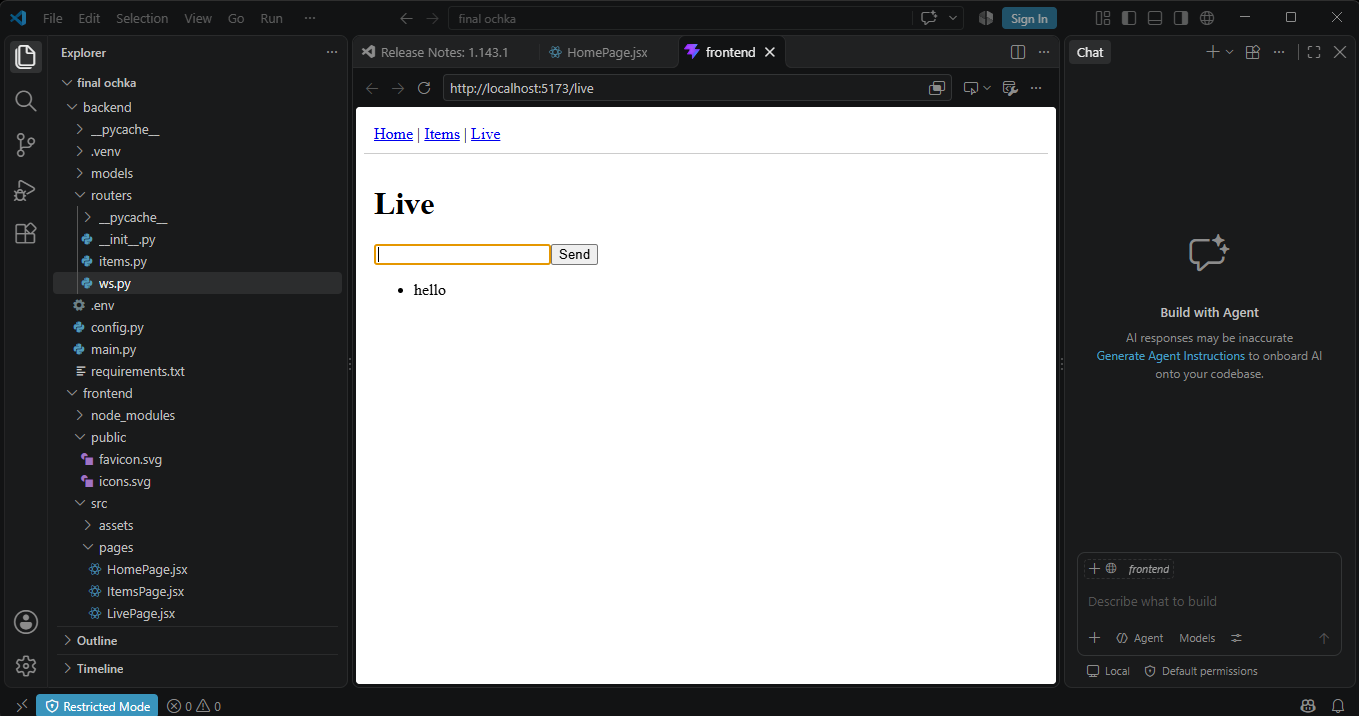 File Edit Selection View Go Run ··· final ochka Sign In
Explorer ···
final ochka
backend
__pycache__
.venv
models
routers
__pycache__
__init__.py
items.py
ws.py
.env
config.py
main.py
requirements.txt
frontend
node_modules
public
favicon.svg
icons.svg
src
assets
pages
HomePage.jsx
ItemsPage.jsx
LivePage.jsx
Outline
Timeline
Release Notes: 1.143.1 HomePage.jsx frontend
http://localhost:5173/live
Home | Items | Live
Live
Send
• hello
Chat
Build with Agent
AI responses may be inaccurate
Generate Agent Instructions to onboard AI
onto your codebase.
frontend
Describe what to build
Agent Models
Local Default permissions
Restricted Mode 0 0